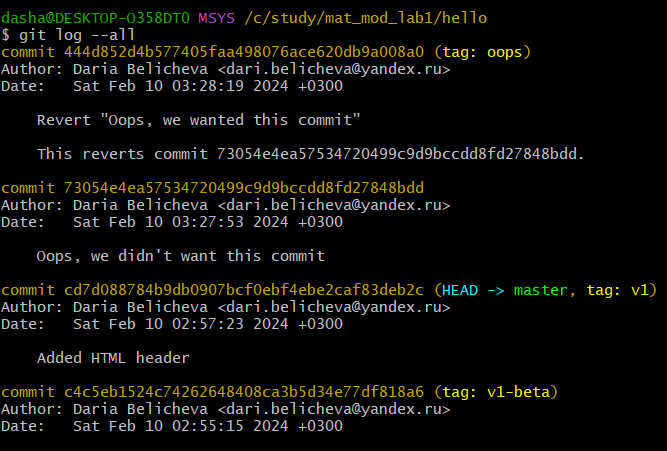 dasha@DESKTOP-O358DT0 MSYS /c/study/mat_mod_lab1/hello
$ git log --all
commit 444d852d4b577405faa498076ace620db9a008a0 (tag: oops)
Author: Daria Belicheva <dari.belicheva@yandex.ru>
Date:   Sat Feb 10 03:28:19 2024 +0300

    Revert "Oops, we wanted this commit"

    This reverts commit 73054e4ea57534720499c9d9bccdd8fd27848bdd.

commit 73054e4ea57534720499c9d9bccdd8fd27848bdd
Author: Daria Belicheva <dari.belicheva@yandex.ru>
Date:   Sat Feb 10 03:27:53 2024 +0300

    Oops, we didn't want this commit

commit cd7d088784b9db0907bcf0ebf4ebe2caf83deb2c (HEAD -> master, tag: v1)
Author: Daria Belicheva <dari.belicheva@yandex.ru>
Date:   Sat Feb 10 02:57:23 2024 +0300

    Added HTML header

commit c4c5eb1524c74262648408ca3b5d34e77df818a6 (tag: v1-beta)
Author: Daria Belicheva <dari.belicheva@yandex.ru>
Date:   Sat Feb 10 02:55:15 2024 +0300